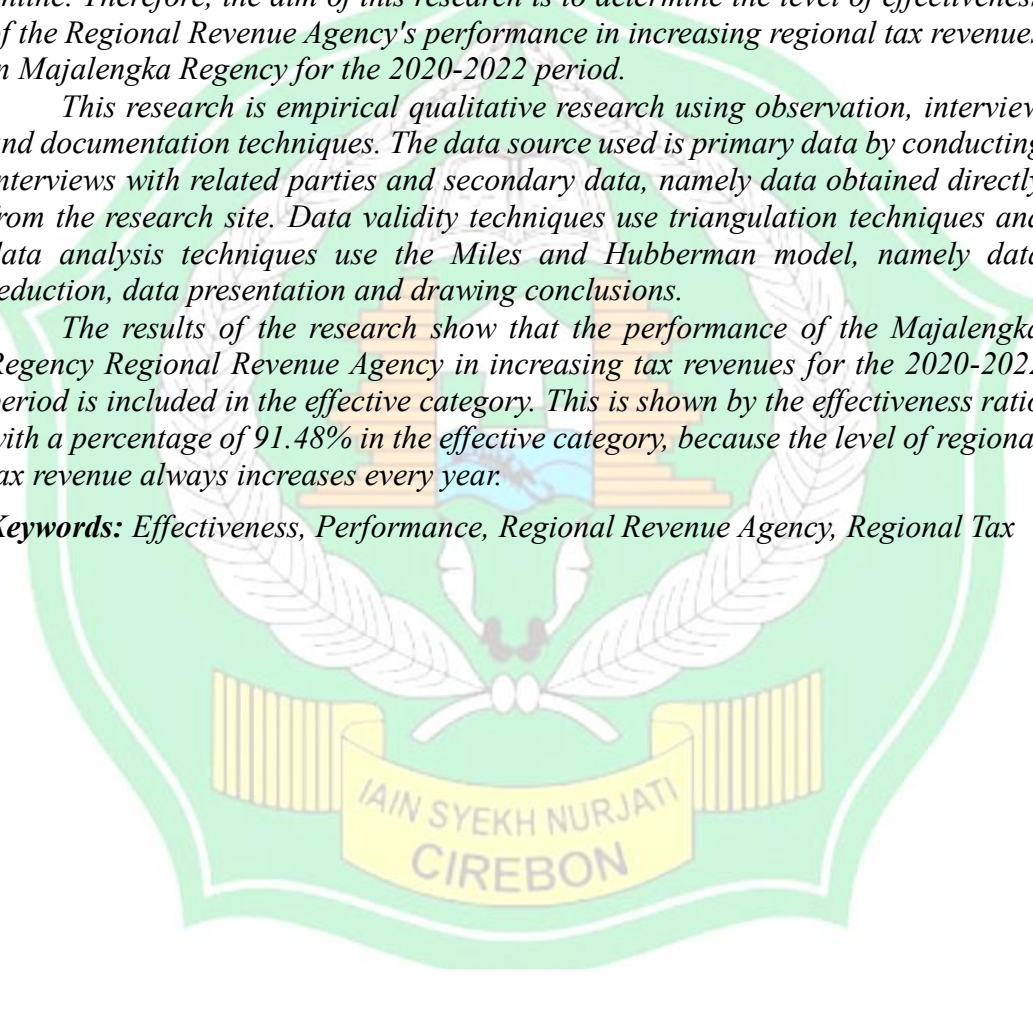 online. Therefore, the aim of this research is to determine the level of effectiveness
of the Regional Revenue Agency's performance in increasing regional tax revenues
in Majalengka Regency for the 2020-2022 period.
This research is empirical qualitative research using observation, interview
and documentation techniques. The data source used is primary data by conducting
interviews with related parties and secondary data, namely data obtained directly
from the research site. Data validity techniques use triangulation techniques and
data analysis techniques use the Miles and Hubberman model, namely data
reduction, data presentation and drawing conclusions.
The results of the research show that the performance of the Majalengka
Regency Regional Revenue Agency in increasing tax revenues for the 2020-2022
period is included in the effective category. This is shown by the effectiveness ratio
with a percentage of 91.48% in the effective category, because the level of regional
tax revenue always increases every year.
Keywords: Effectiveness, Performance, Regional Revenue Agency, Regional Tax
IAIN SYEKH NURJATI
CIREBON